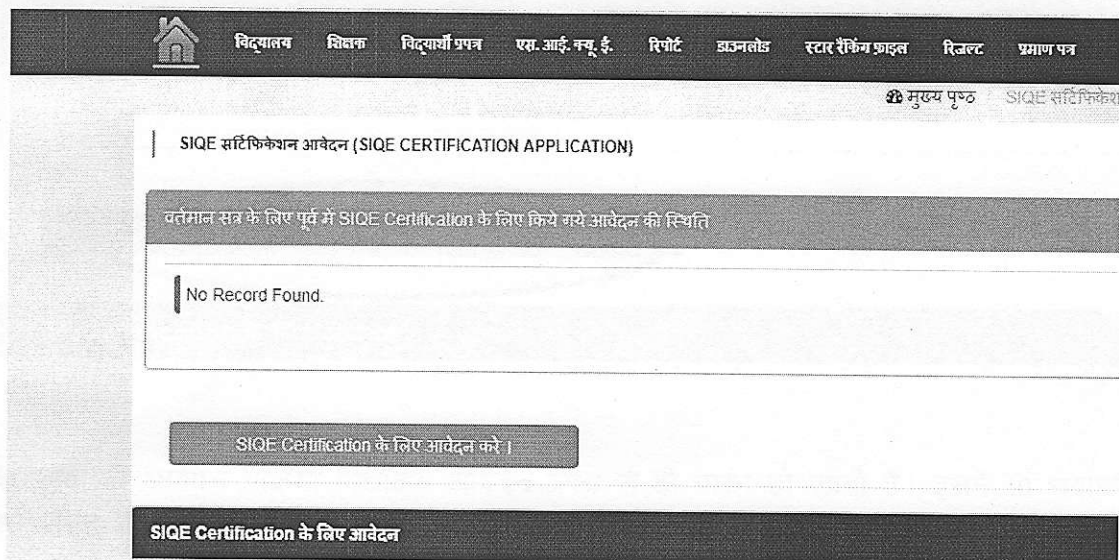 विद्यालय शिक्षक विद्यार्थी प्रपत्र एस. आई. क्यू. ई. रिपोर्ट डाउनलोड स्टार रैंकिंग फ़ाइल रिजल्ट प्रमाण पत्र
मुख्य पृष्ठ SIQE सर्टिफिकेश
SIQE सर्टिफिकेशन आवेदन (SIQE CERTIFICATION APPLICATION)
वर्तमान सत्र के लिए पूर्व में SIQE Certification के लिए किये गये आवेदन की स्थिति
No Record Found.
SIQE Certification के लिए आवेदन करे ।
SIQE Certification के लिए आवेदन